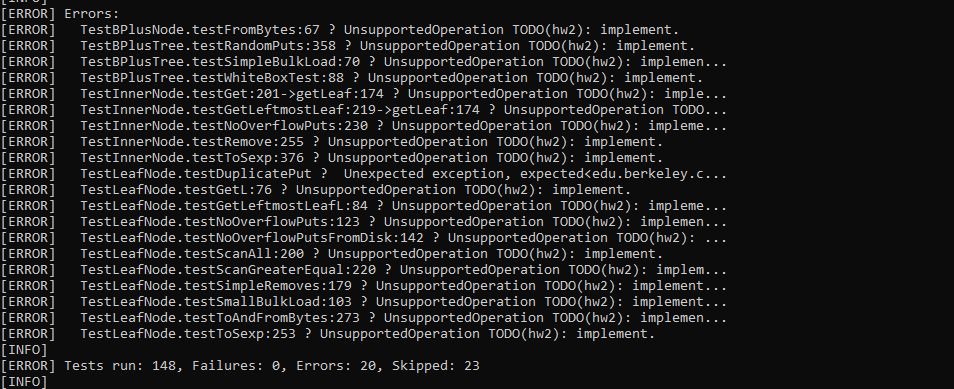 [INFO]
[ERROR] Errors:
[ERROR]   TestBPlusNode.testFromBytes:67 ? UnsupportedOperation TODO(hw2): implement.
[ERROR]   TestBPlusTree.testRandomPuts:358 ? UnsupportedOperation TODO(hw2): implement.
[ERROR]   TestBPlusTree.testSimpleBulkLoad:70 ? UnsupportedOperation TODO(hw2): implemen...
[ERROR]   TestBPlusTree.testWhiteBoxTest:88 ? UnsupportedOperation TODO(hw2): implement.
[ERROR]   TestInnerNode.testGet:201->getLeaf:174 ? UnsupportedOperation TODO(hw2): imple...
[ERROR]   TestInnerNode.testGetLeftmostLeaf:219->getLeaf:174 ? UnsupportedOperation TODO...
[ERROR]   TestInnerNode.testNoOverflowPuts:230 ? UnsupportedOperation TODO(hw2): impleme...
[ERROR]   TestInnerNode.testRemove:255 ? UnsupportedOperation TODO(hw2): implement.
[ERROR]   TestInnerNode.testToSexp:376 ? UnsupportedOperation TODO(hw2): implement.
[ERROR]   TestLeafNode.testDuplicatePut ?  Unexpected exception, expected<edu.berkeley.c...
[ERROR]   TestLeafNode.testGetL:76 ? UnsupportedOperation TODO(hw2): implement.
[ERROR]   TestLeafNode.testGetLeftmostLeafL:84 ? UnsupportedOperation TODO(hw2): impleme...
[ERROR]   TestLeafNode.testNoOverflowPuts:123 ? UnsupportedOperation TODO(hw2): implemen...
[ERROR]   TestLeafNode.testNoOverflowPutsFromDisk:142 ? UnsupportedOperation TODO(hw2): ...
[ERROR]   TestLeafNode.testScanAll:200 ? UnsupportedOperation TODO(hw2): implement.
[ERROR]   TestLeafNode.testScanGreaterEqual:220 ? UnsupportedOperation TODO(hw2): implem...
[ERROR]   TestLeafNode.testSimpleRemoves:179 ? UnsupportedOperation TODO(hw2): implement...
[ERROR]   TestLeafNode.testSmallBulkLoad:103 ? UnsupportedOperation TODO(hw2): implement...
[ERROR]   TestLeafNode.testToAndFromBytes:273 ? UnsupportedOperation TODO(hw2): implemen...
[ERROR]   TestLeafNode.testToSexp:253 ? UnsupportedOperation TODO(hw2): implement.
[INFO]
[ERROR] Tests run: 148, Failures: 0, Errors: 20, Skipped: 23
[INFO]